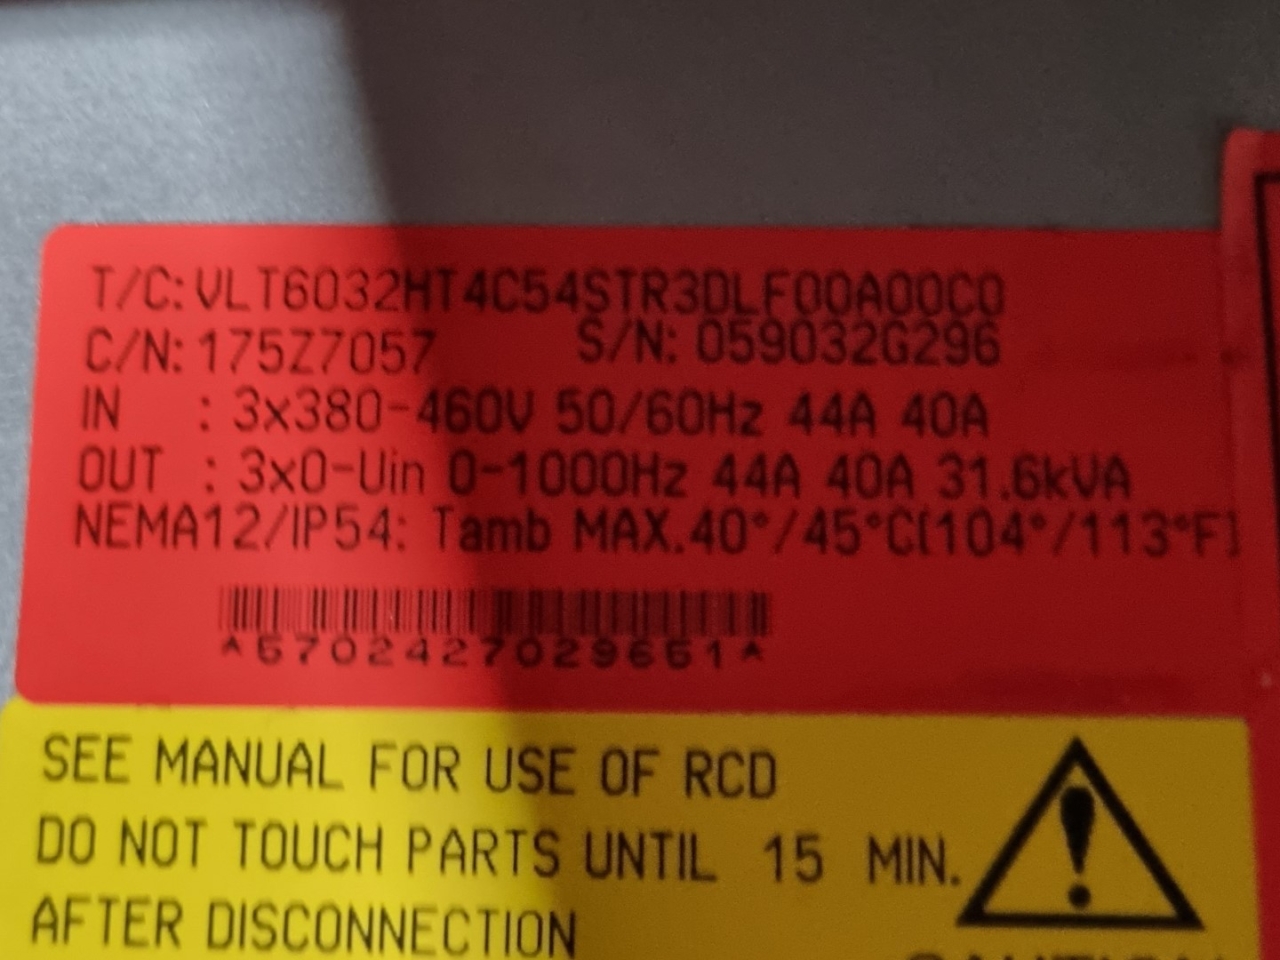 T/C: VLT6032HT4C54STR3DLF00A00C0
C/N: 175Z7057 S/N: 059032G296
IN : 3x380-460V 50/60Hz 44A 40A
OUT : 3x0-Uin 0-1000Hz 44A 40A 31.6kVA
NEMA12/IP54: Tamb MAX.40°/45°C[104°/113°F]
*5702427029651*
SEE MANUAL FOR USE OF RCD
DO NOT TOUCH PARTS UNTIL 15 MIN.
AFTER DISCONNECTION